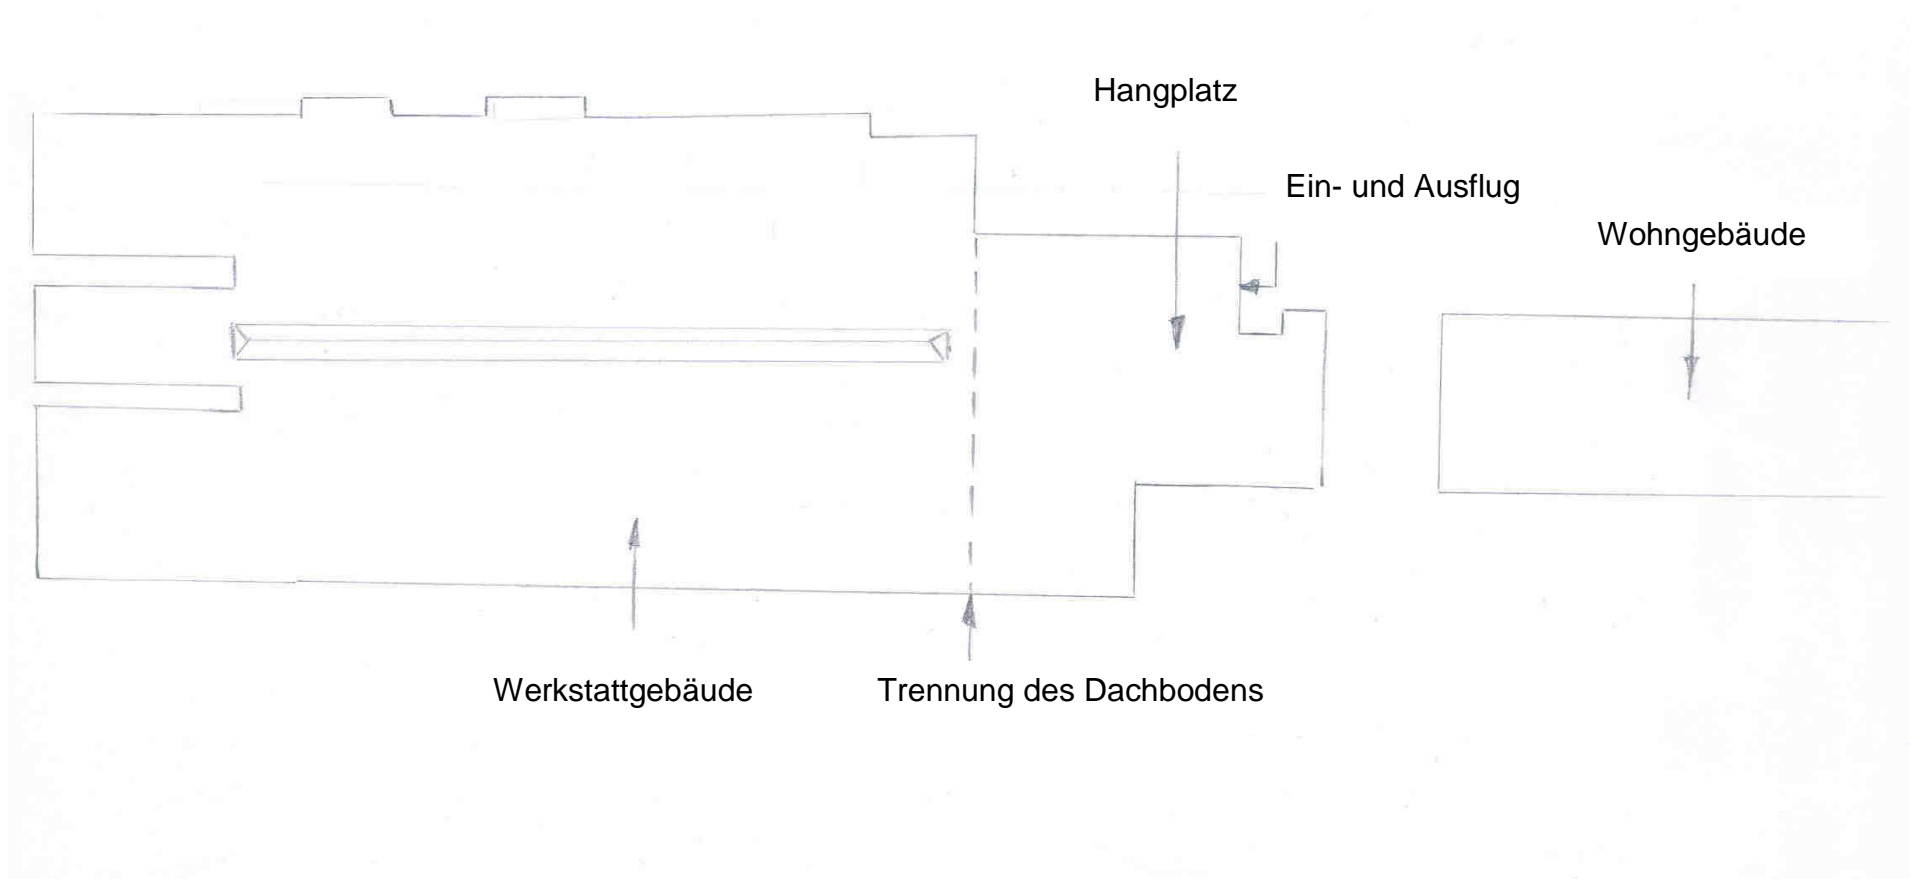 Hangplatz
Ein- und Ausflug
Wohngebäude
Werkstattgebäude
Trennung des Dachbodens